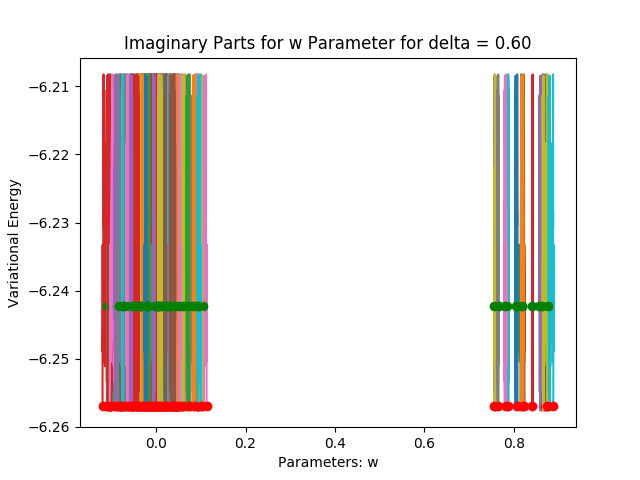 Imaginary Parts for w Parameter for delta = 0.60
Variational Energy
−6.21
−6.22
−6.23
−6.24
−6.25
−6.26
0.0 0.2 0.4 0.6 0.8
Parameters: w